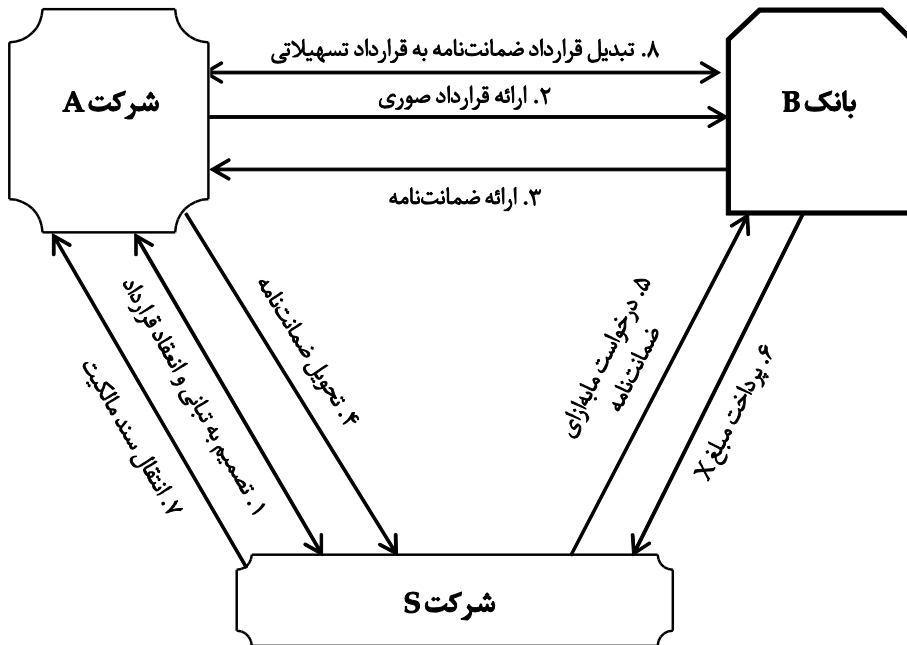 ۸. تبدیل قرارداد ضمانت‌نامه به قرارداد تسهیلاتی
شرکت A
بانک B
۲. ارائه قرارداد صوری
۳. ارائه ضمانت‌نامه
۷. انتقال سند مالکیت
۱. تصمیم به تبانی و انعقاد قرارداد
۴. تحویل ضمانت‌نامه
۵. درخواست مابه‌ازای
ضمانت‌نامه
۶. پرداخت مبلغ X
شرکت S